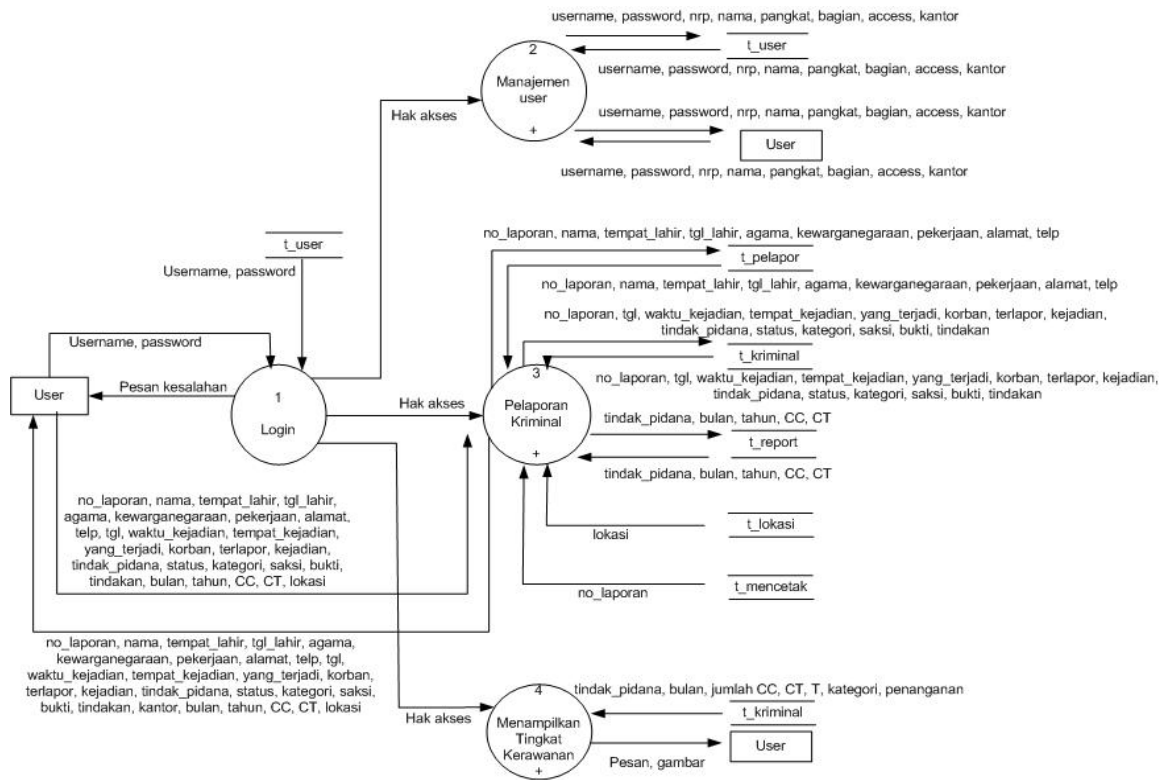 username, password, nrp, nama, pangkat, bagian, access, kantor
t_user
username, password, nrp, nama, pangkat, bagian, access, kantor
2
Manajemen
user
+
Hak akses
username, password, nrp, nama, pangkat, bagian, access, kantor
User
username, password, nrp, nama, pangkat, bagian, access, kantor
t_user
Username, password
Username, password
User
Pesan kesalahan
1
Login
Hak akses
no_laporan, nama, tempat_lahir, tgl_lahir, agama, kewarganegaraan, pekerjaan, alamat, telp
t_pelapor
no_laporan, nama, tempat_lahir, tgl_lahir, agama, kewarganegaraan, pekerjaan, alamat, telp
no_laporan, tgl, waktu_kejadian, tempat_kejadian, yang_terjadi, korban, terlapor, kejadian,
tindak_pidana, status, kategori, saksi, bukti, tindakan
t_kriminal
3
Pelaporan
Kriminal
+
no_laporan, tgl, waktu_kejadian, tempat_kejadian, yang_terjadi, korban, terlapor, kejadian,
tindak_pidana, status, kategori, saksi, bukti, tindakan
tindak_pidana, bulan, tahun, CC, CT
t_report
tindak_pidana, bulan, tahun, CC, CT
t_lokasi
lokasi
t_mencetak
no_laporan
no_laporan, nama, tempat_lahir, tgl_lahir,
agama, kewarganegaraan, pekerjaan, alamat,
telp, tgl, waktu_kejadian, tempat_kejadian,
yang_terjadi, korban, terlapor, kejadian,
tindak_pidana, status, kategori, saksi, bukti,
tindakan, bulan, tahun, CC, CT, lokasi
no_laporan, nama, tempat_lahir, tgl_lahir, agama,
kewarganegaraan, pekerjaan, alamat, telp, tgl,
waktu_kejadian, tempat_kejadian, yang_terjadi, korban,
terlapor, kejadian, tindak_pidana, status, kategori, saksi,
bukti, tindakan, kantor, bulan, tahun, CC, CT, lokasi
Hak akses
4
Menampilkan
Tingkat
Kerawanan
+
tindak_pidana, bulan, jumlah CC, CT, T, kategori, penanganan
t_kriminal
User
Pesan, gambar